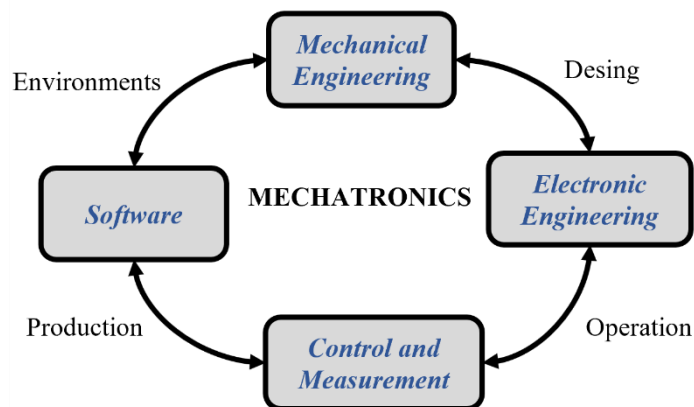 Mechanical
Engineering
Environments
Desing
Software
MECHATRONICS
Electronic
Engineering
Production
Operation
Control and
Measurement